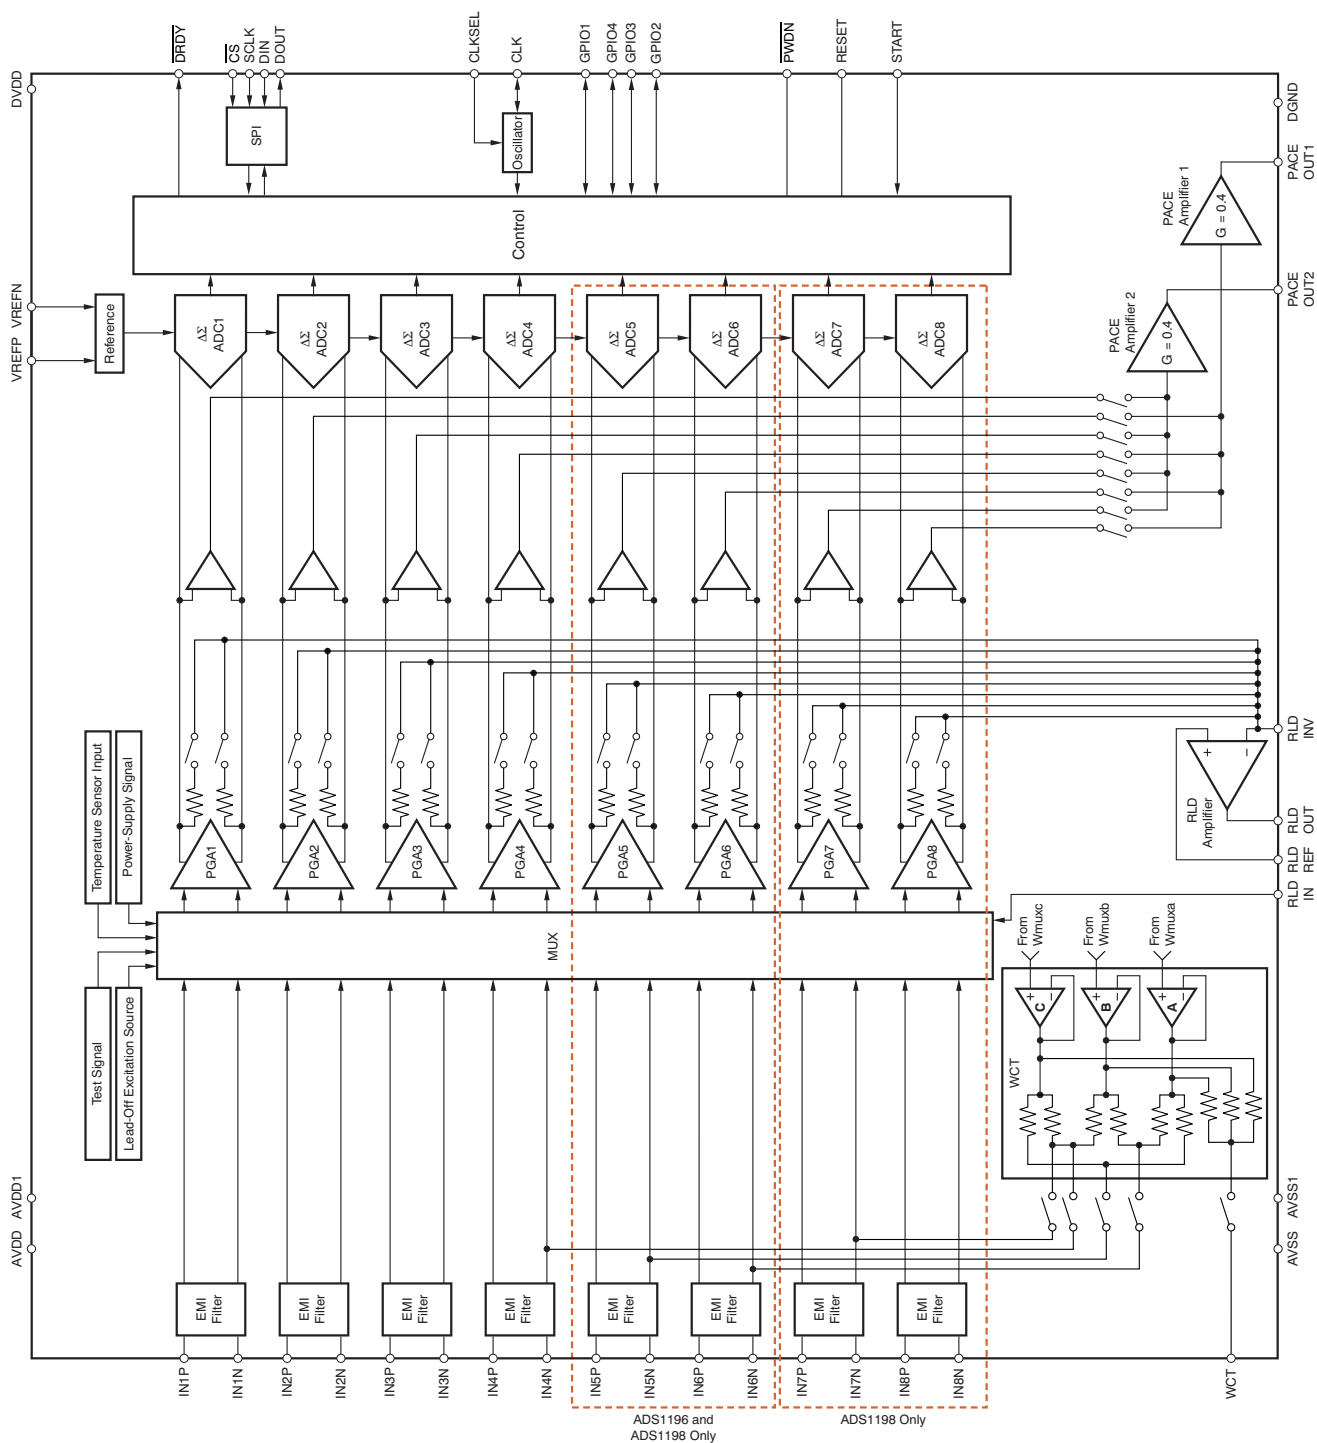 DRDY
CS
SCLK
DIN
DOUT
CLKSEL
CLK
GPIO1
GPIO4
GPIO3
GPIO2
PWDN
RESET
START
DVDD
DGND
SPI
Oscillator
PACE
OUT1
PACE
Amplifier 1
G = 0.4
Control
VREFP
VREFN
Reference
ΔΣ
ADC1
ΔΣ
ADC2
ΔΣ
ADC3
ΔΣ
ADC4
ΔΣ
ADC5
ΔΣ
ADC6
ΔΣ
ADC7
ΔΣ
ADC8
PACE
Amplifier 2
G = 0.4
PACE
OUT2
Temperature Sensor Input
Power-Supply Signal
PGA1
PGA2
PGA3
PGA4
PGA5
PGA6
PGA7
PGA8
+
−
RLD
Amplifier
RLD
INV
RLD
OUT
RLD
REF
RLD
IN
MUX
Test Signal
Lead-Off Excitation Source
From
Wmuxc
From
Wmuxb
From
Wmuxa
+
−
C
+
−
B
+
−
A
WCT
AVDD
AVDD1
AVSS1
AVSS
EMI
Filter
EMI
Filter
EMI
Filter
EMI
Filter
EMI
Filter
EMI
Filter
EMI
Filter
EMI
Filter
IN1P
IN1N
IN2P
IN2N
IN3P
IN3N
IN4P
IN4N
IN5P
IN5N
IN6P
IN6N
IN7P
IN7N
IN8P
IN8N
WCT
ADS1196 and
ADS1198 Only
ADS1198 Only